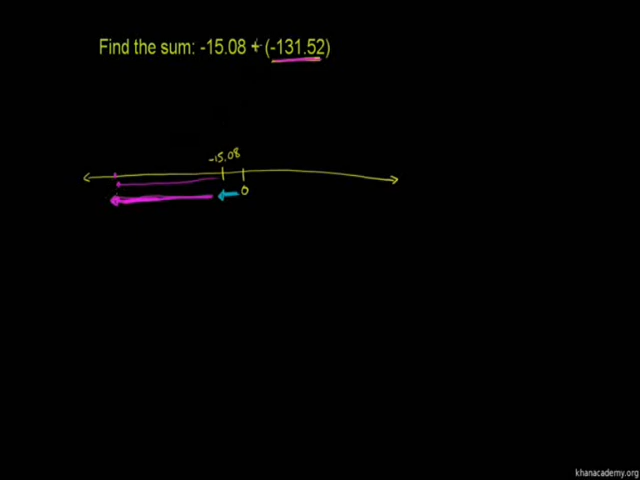 Find the sum: -15.08 + (-131.52)
-15.08
0
khanacademy.org